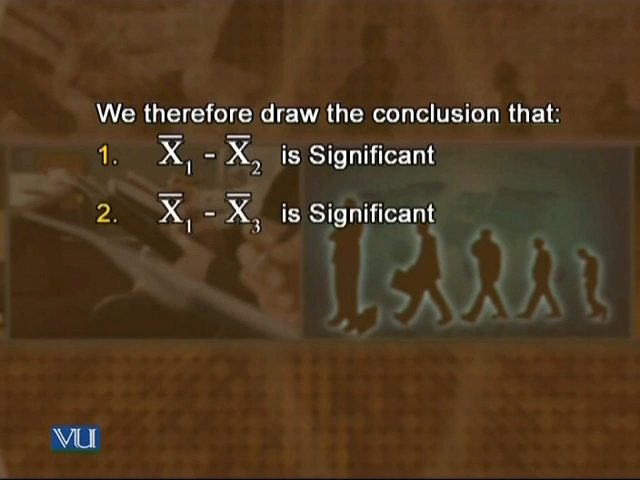 We therefore draw the conclusion that:
1. X̅₁ - X̅₂ is Significant
2. X̅₁ - X̅₃ is Significant
VU